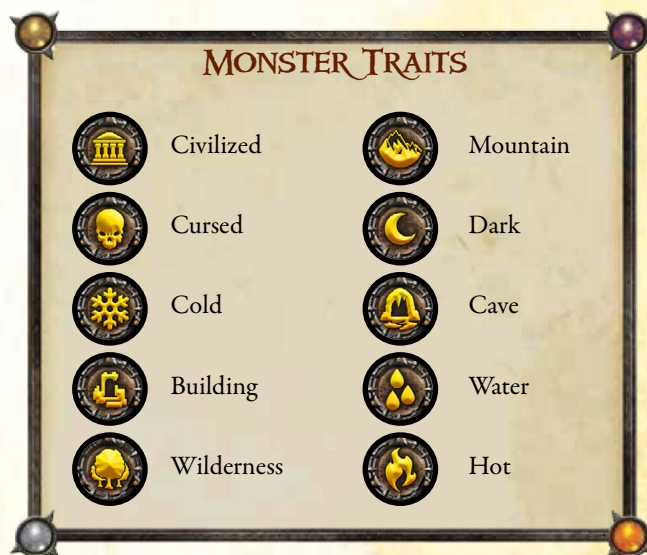 Monster Traits
Civilized
Mountain
Cursed
Dark
Cold
Cave
Building
Water
Wilderness
Hot